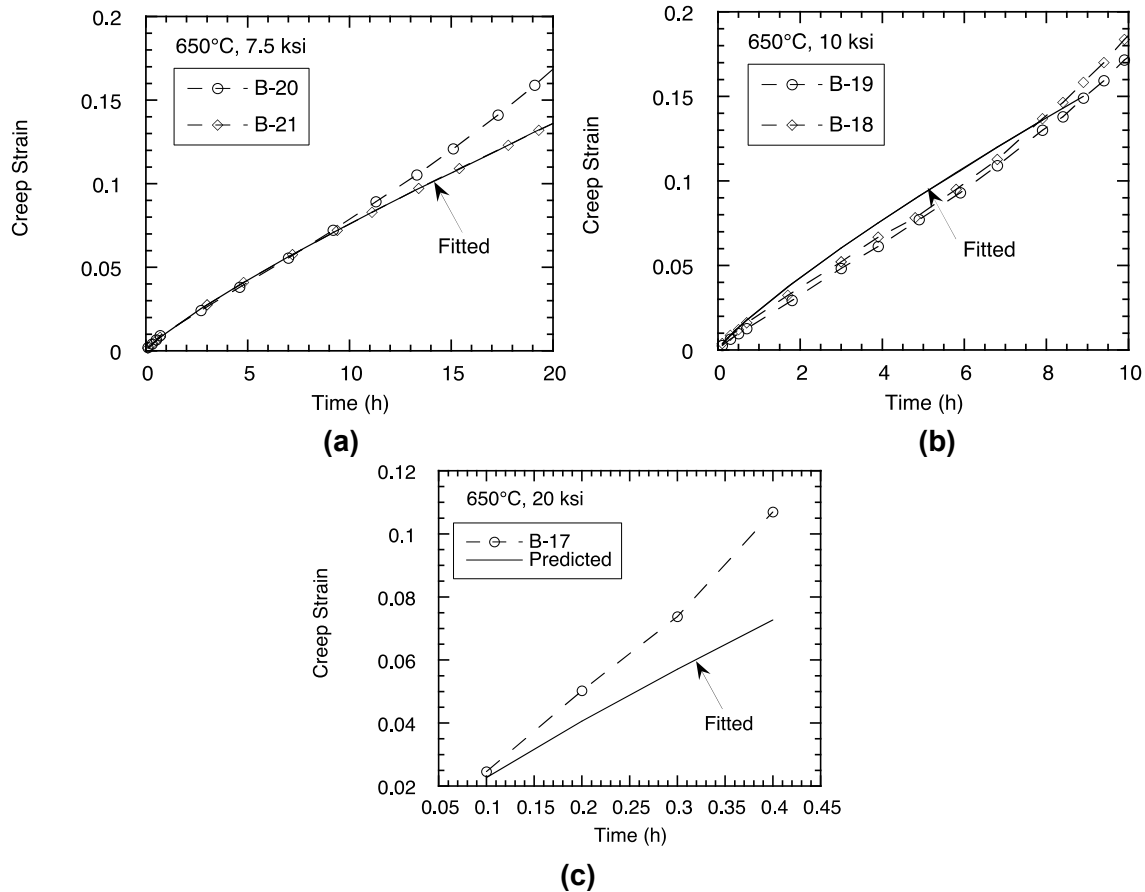 650°C, 7.5 ksi
B-20
B-21
Fitted
Creep Strain
0.2
0.15
0.1
0.05
0
0 5 10 15 20
Time (h)
(a)
650°C, 10 ksi
B-19
B-18
Fitted
Creep Strain
0.2
0.15
0.1
0.05
0
0 2 4 6 8 10
Time (h)
(b)
650°C, 20 ksi
B-17
Predicted
Fitted
Creep Strain
0.12
0.1
0.08
0.06
0.04
0.02
0.05 0.1 0.15 0.2 0.25 0.3 0.35 0.4 0.45
Time (h)
(c)